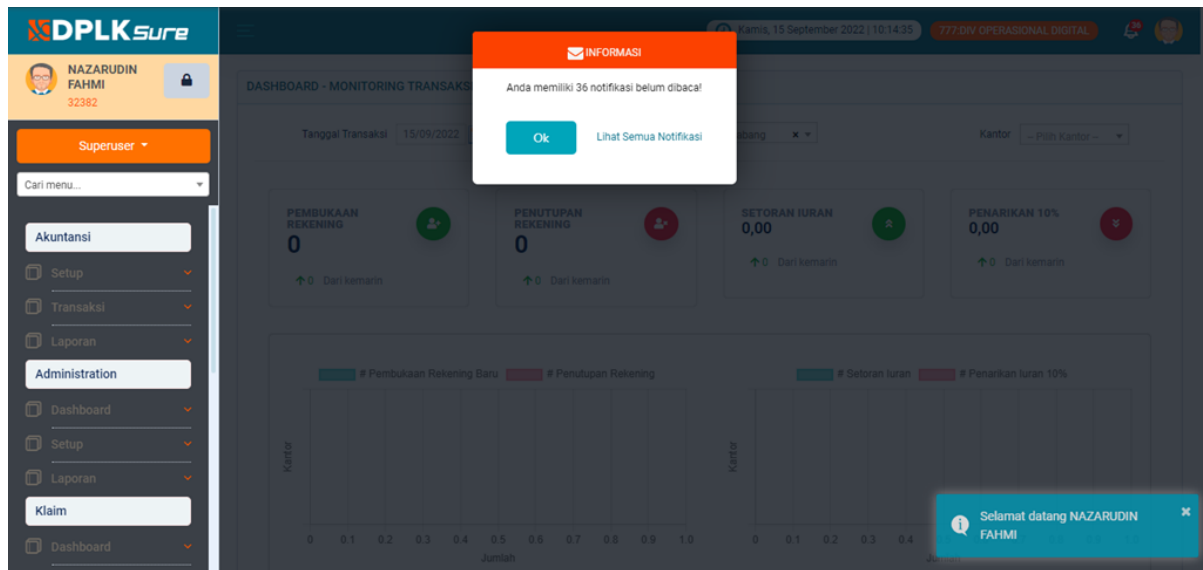 DPLKSure
NAZARUDIN
FAHMI
32382
Superuser
Cari menu...
Akuntansi
Setup
Transaksi
Laporan
Administration
Dashboard
Setup
Laporan
Klaim
Dashboard
Kamis, 15 September 2022 | 10:14:35
777:DIV OPERASIONAL DIGITAL
INFORMASI
Anda memiliki 36 notifikasi belum dibaca!
Ok
Lihat Semua Notifikasi
DASHBOARD - MONITORING TRANSAKS
Tanggal Transaksi
15/09/2022
abang
Kantor
-- Pilih Kantor --
PEMBUKAAN
REKENING
0
0 Dari kemarin
PENUTUPAN
REKENING
0
0 Dari kemarin
SETORAN IURAN
0,00
0 Dari kemarin
PENARIKAN 10%
0,00
0 Dari kemarin
# Pembukaan Rekening Baru # Penutupan Rekening
Kantor
0 0.1 0.2 0.3 0.4 0.5 0.6 0.7 0.8 0.9 1.0
Jumlah
# Setoran Iuran # Penarikan Iuran 10%
Kantor
0 0.1 0.2 0.3 0.4
Selamat datang NAZARUDIN
FAHMI